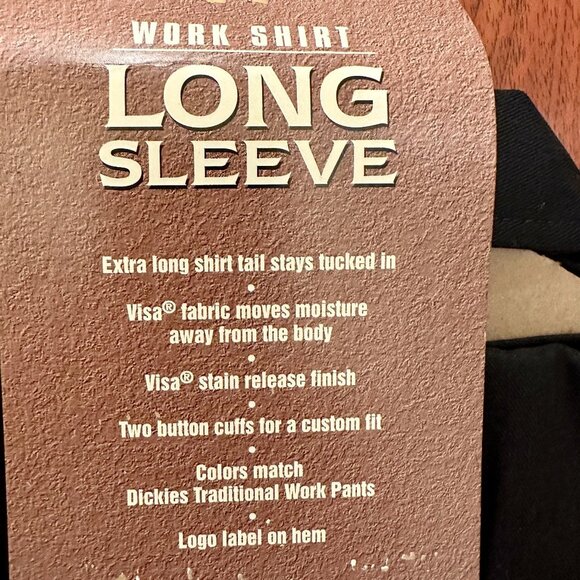 WORK SHIRT
LONG
SLEEVE
Extra long shirt tail stays tucked in
•
Visa® fabric moves moisture
away from the body
•
Visa® stain release finish
•
Two button cuffs for a custom fit
•
Colors match
Dickies Traditional Work Pants
•
Logo label on hem